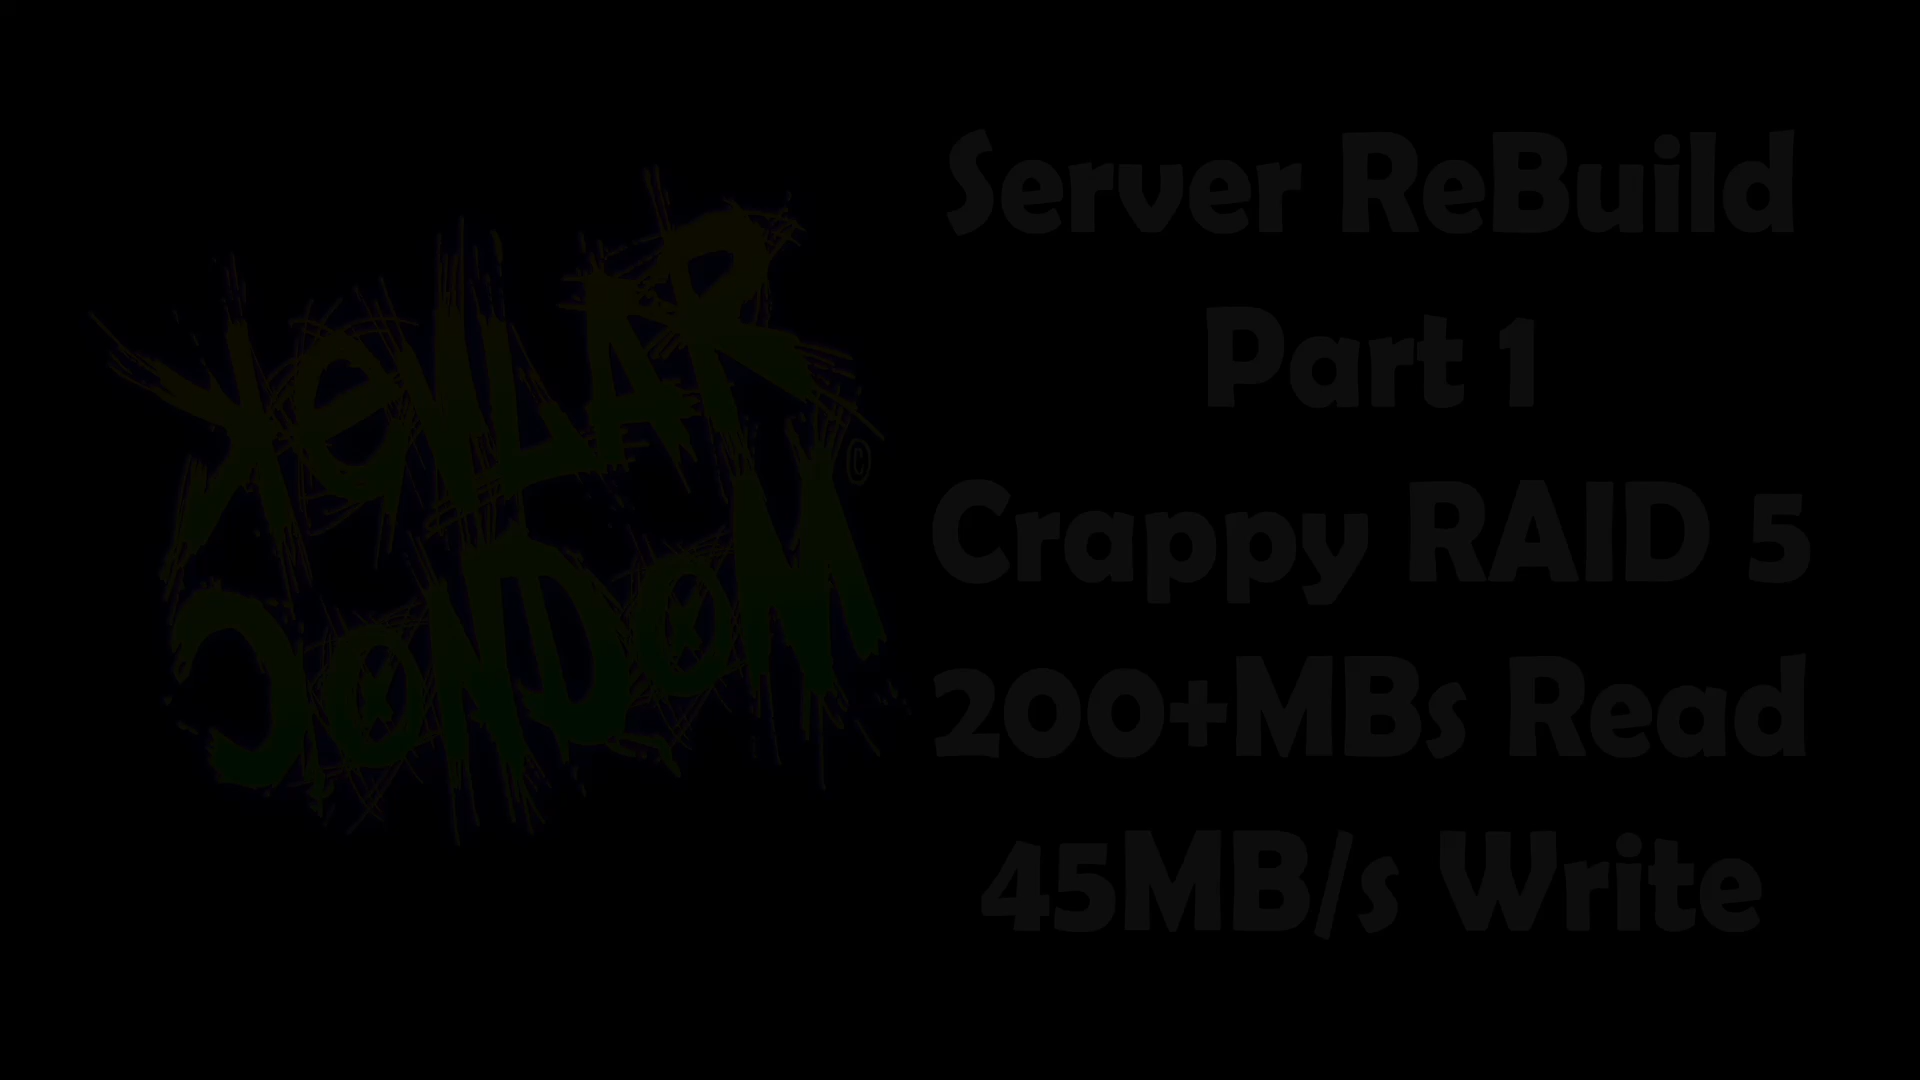 KEVLAR
CONDOM
©
Server ReBuild
Part 1
Crappy RAID 5
200+MBs Read
45MB/s Write